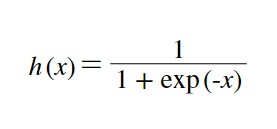 h(x) = 1 / (1 + exp(-x))